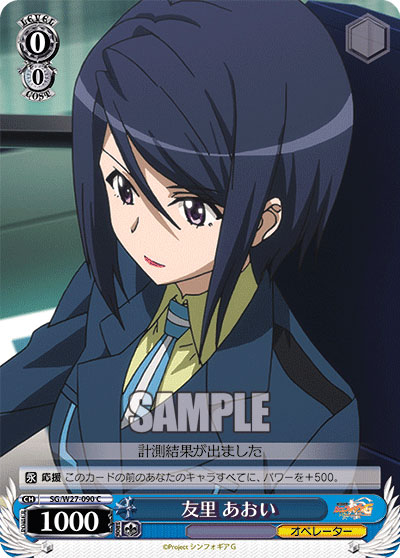 LEVEL
0
0
COST
SAMPLE
計測結果が出ました
永 応援 このカードの前のあなたのキャラすべてに、パワーを+500。
CH SG/W27-090 C
1000
友里 あおい
オペレーター
©Project シンフォギアG